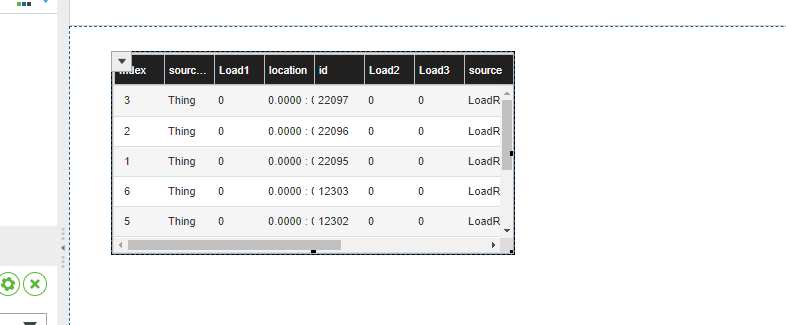 Index sourc... Load1 location id Load2 Load3 source
3 Thing 0 0.0000 : ( 22097 0 0 LoadR
2 Thing 0 0.0000 : ( 22096 0 0 LoadR
1 Thing 0 0.0000 : ( 22095 0 0 LoadR
6 Thing 0 0.0000 : ( 12303 0 0 LoadR
5 Thing 0 0.0000 : ( 12302 0 0 LoadR